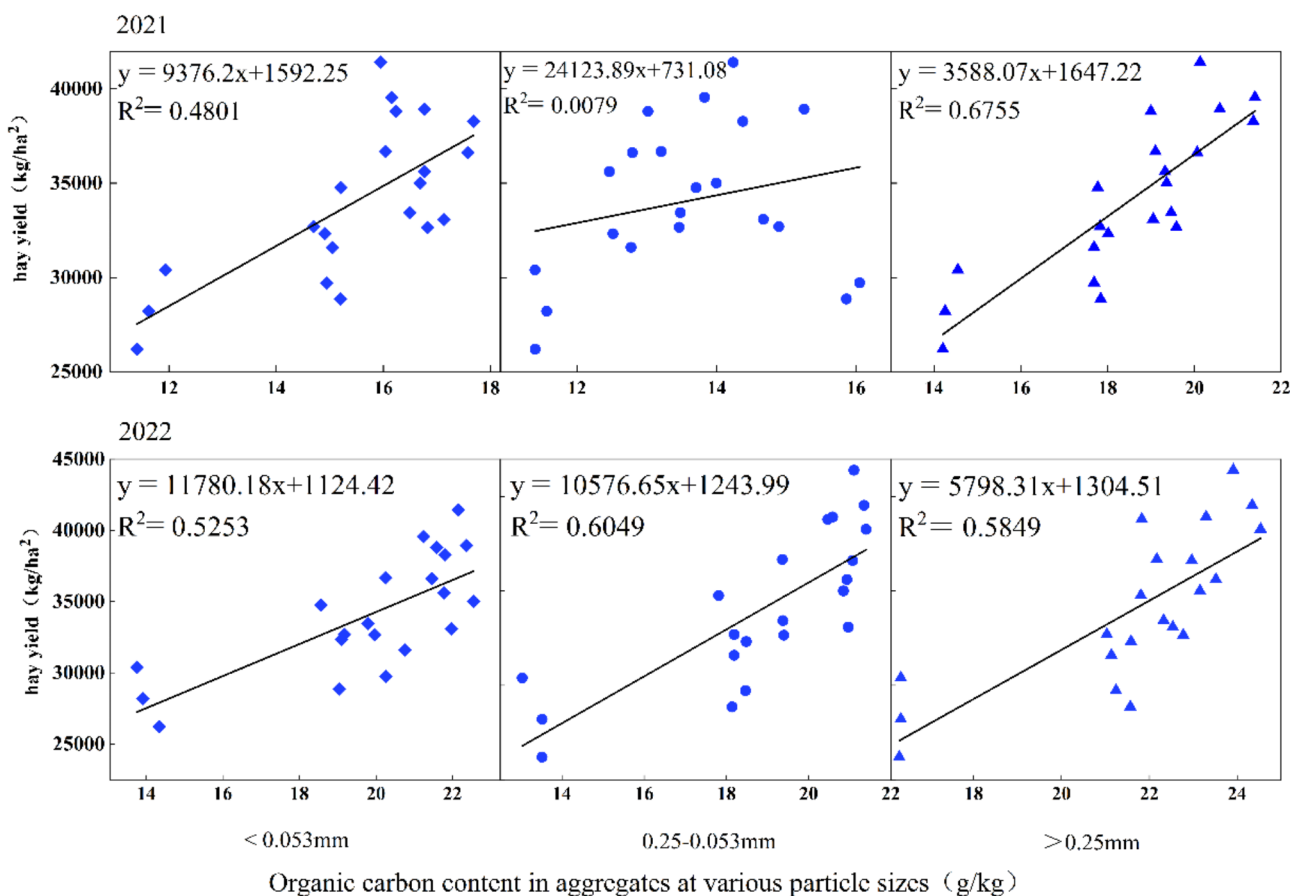 2021
y = 9376.2x+1592.25
R²= 0.4801
y = 24123.89x+731.08
R²= 0.0079
y = 3588.07x+1647.22
R²= 0.6755
hay yield（kg/ha²）
40000
35000
30000
25000
12 14 16 18
12 14 16
14 16 18 20 22
2022
y = 11780.18x+1124.42
R²= 0.5253
y = 10576.65x+1243.99
R²= 0.6049
y = 5798.31x+1304.51
R²= 0.5849
hay yield（kg/ha²）
45000
40000
35000
30000
25000
14 16 18 20 22
14 16 18 20 22
18 20 22 24
< 0.053mm
0.25-0.053mm
＞0.25mm
Organic carbon content in aggregates at various particle sizes（g/kg）